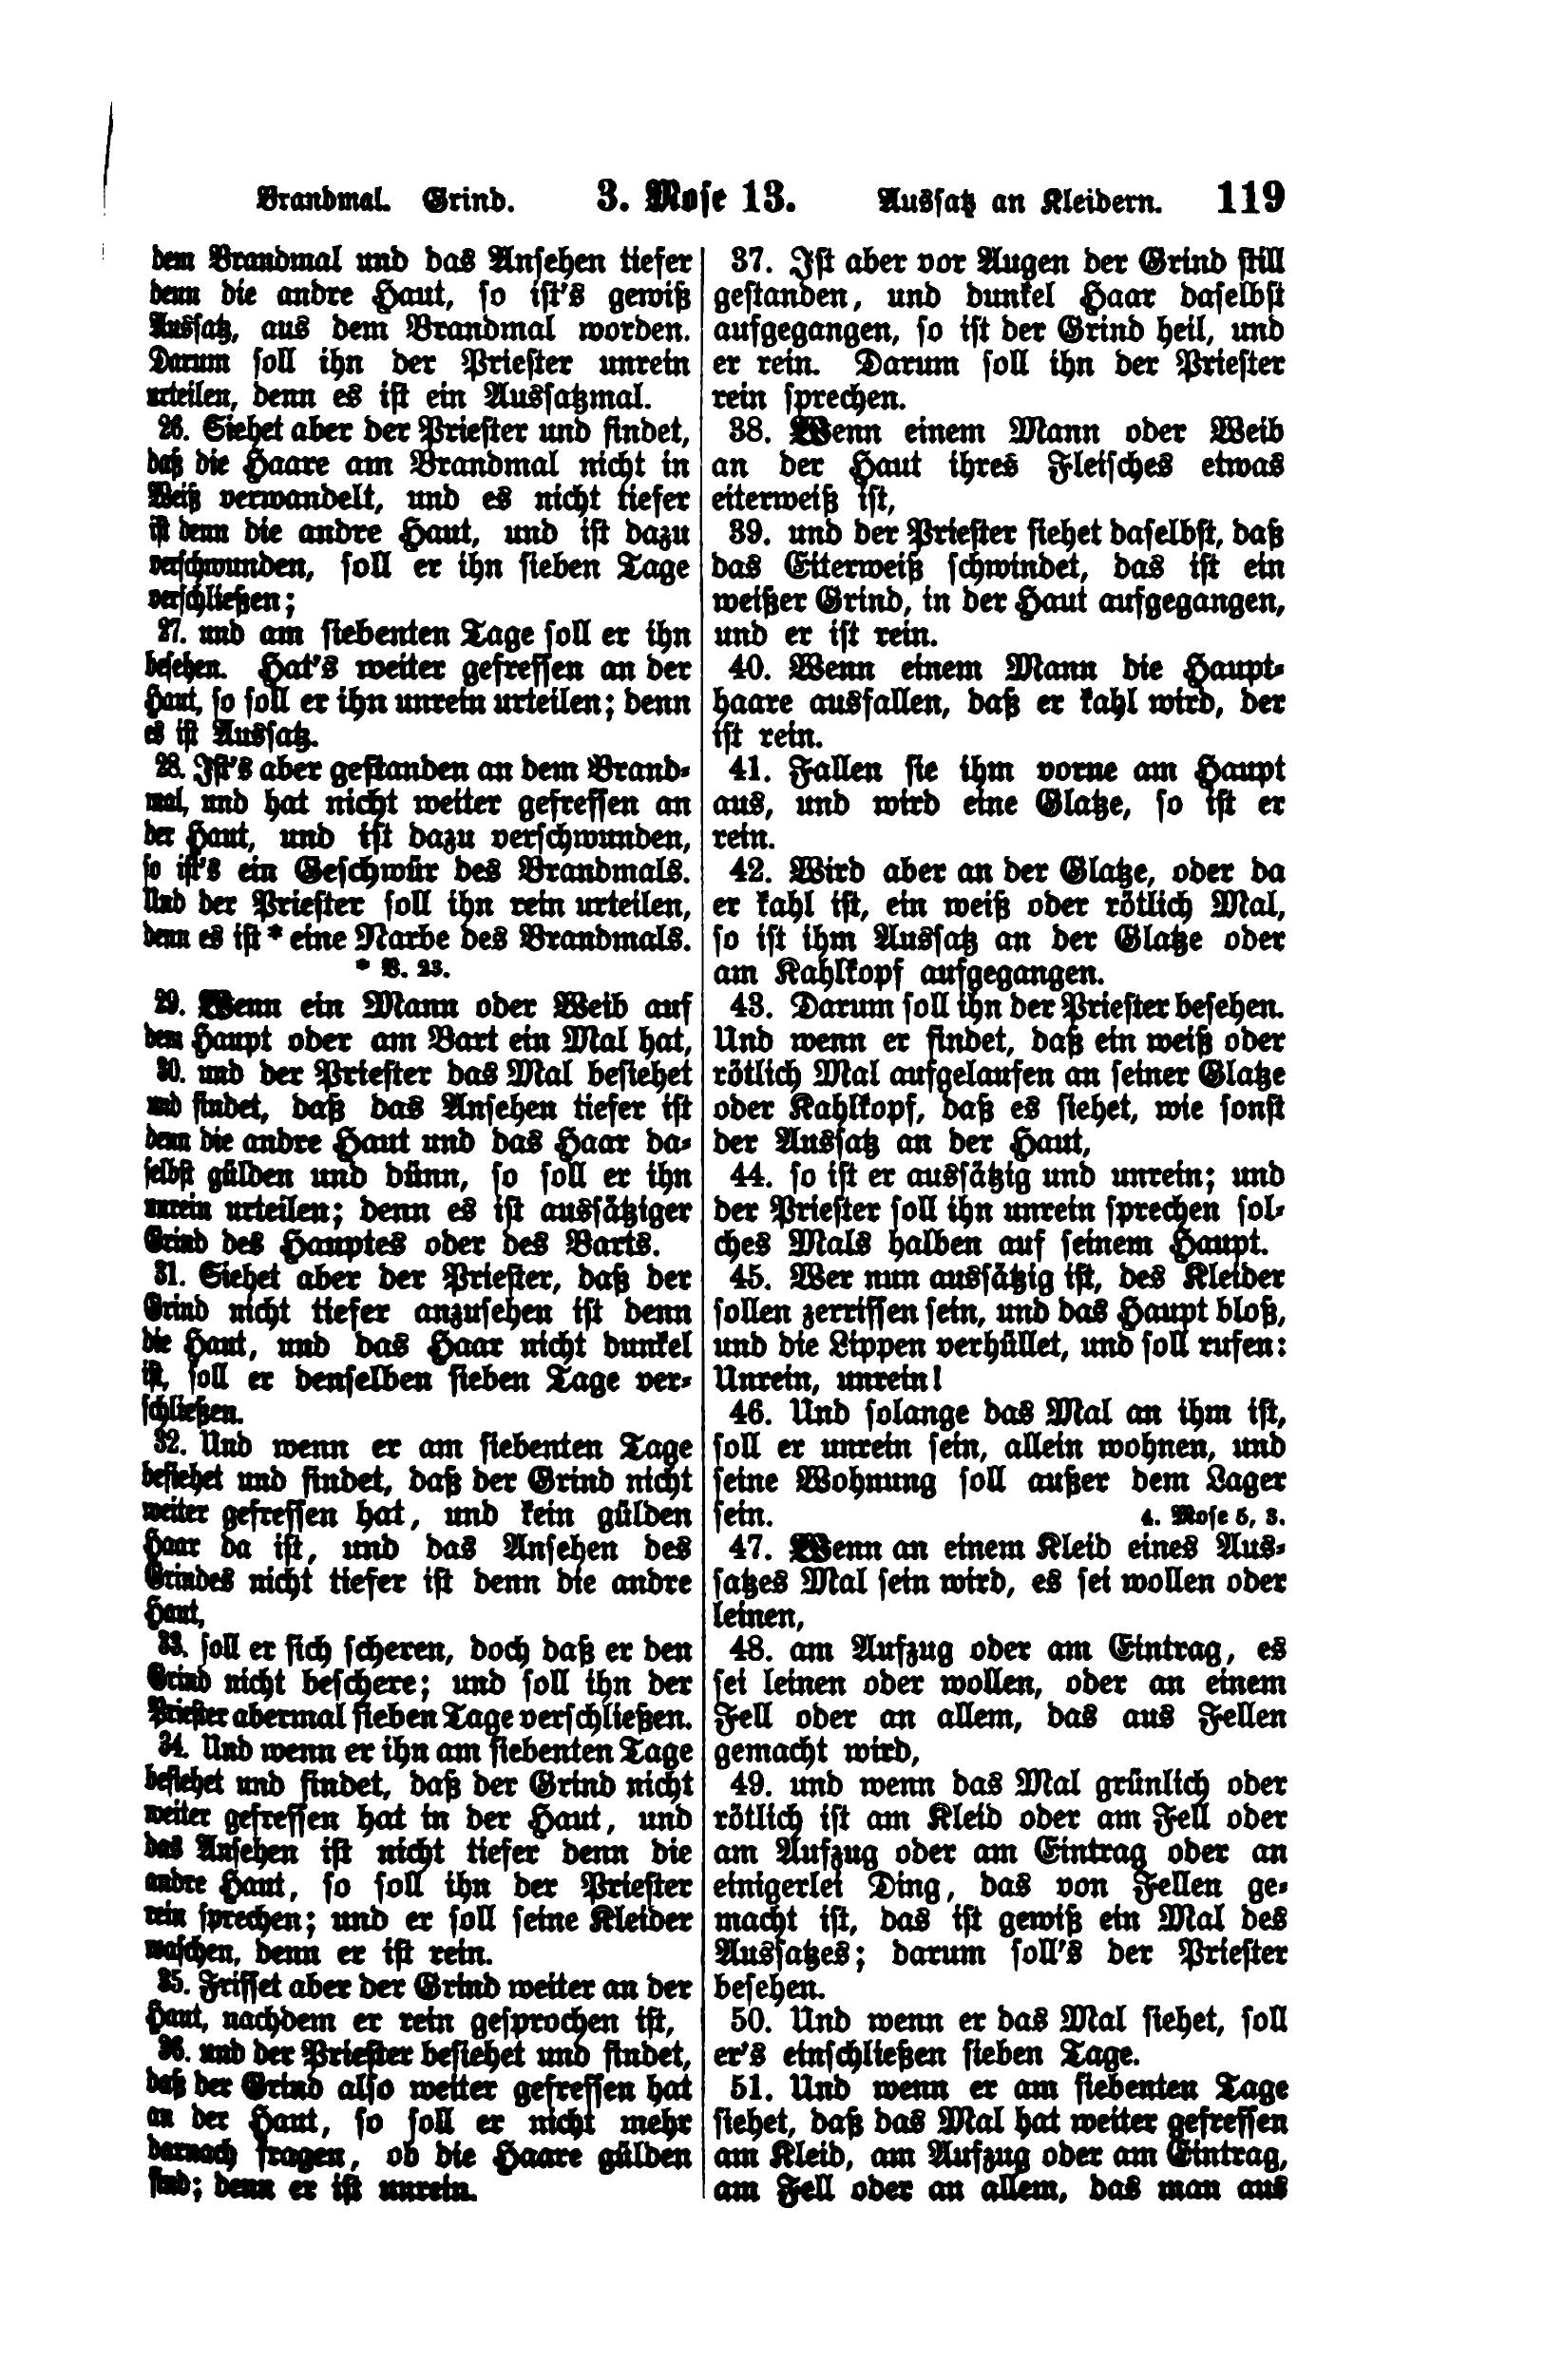 Brandmal. Grind. 3. Mose 13. Aussatz an Kleidern. 119
dem Brandmal und das Ansehen tiefer
denn die andre Haut, so ist's gewiß
Aussatz, aus dem Brandmal worden.
Darum soll ihn der Priester unrein
urteilen, denn es ist ein Aussatzmal.
26. Siehet aber der Priester und findet,
daß die Haare am Brandmal nicht in
Weiß verwandelt, und es nicht tiefer
ist denn die andre Haut, und ist dazu
verschwunden, soll er ihn sieben Tage
verschließen;
27. und am siebenten Tage soll er ihn
besehen. Hat's weiter gefressen an der
Haut, so soll er ihn unrein urteilen; denn
es ist Aussatz.
28. Ist's aber gestanden an dem Brand-
mal, und hat nicht weiter gefressen an
der Haut, und ist dazu verschwunden,
so ist's ein Geschwür des Brandmals.
Und der Priester soll ihn rein urteilen,
denn es ist * eine Narbe des Brandmals.
* V. 23.
29. Wenn ein Mann oder Weib auf
dem Haupt oder am Bart ein Mal hat,
30. und der Priester das Mal besiehet
und findet, daß das Ansehen tiefer ist
denn die andre Haut und das Haar da-
selbst gülden und dünn, so soll er ihn
unrein urteilen; denn es ist aussätziger
Grind des Hauptes oder des Barts.
31. Siehet aber der Priester, daß der
Grind nicht tiefer anzusehen ist denn
die Haut, und das Haar nicht dunkel
ist, soll er denselben sieben Tage ver-
schließen.
32. Und wenn er am siebenten Tage
besiehet und findet, daß der Grind nicht
weiter gefressen hat, und kein gülden
Haar da ist, und das Ansehen des
Grindes nicht tiefer ist denn die andre
Haut,
33. soll er sich scheren, doch daß er den
Grind nicht beschere; und soll ihn der
Priester abermal sieben Tage verschließen.
34. Und wenn er ihn am siebenten Tage
besiehet und findet, daß der Grind nicht
weiter gefressen hat in der Haut, und
das Ansehen ist nicht tiefer denn die
andre Haut, so soll ihn der Priester
rein sprechen; und er soll seine Kleider
waschen, denn er ist rein.
35. Frisset aber der Grind weiter an der
Haut, nachdem er rein gesprochen ist,
36. und der Priester besiehet und findet,
daß der Grind also weiter gefressen hat
an der Haut, so soll er nicht mehr
darnach fragen, ob die Haare gülden
sind; denn er ist unrein.
37. Ist aber vor Augen der Grind still
gestanden, und dunkel Haar daselbst
aufgegangen, so ist der Grind heil, und
er rein. Darum soll ihn der Priester
rein sprechen.
38. Wenn einem Mann oder Weib
an der Haut ihres Fleisches etwas
eiterweiß ist,
39. und der Priester siehet daselbst, daß
das Eiterweiß schwindet, das ist ein
weißer Grind, in der Haut aufgegangen,
und er ist rein.
40. Wenn einem Mann die Haupt-
haare ausfallen, daß er kahl wird, der
ist rein.
41. Fallen sie ihm vorne am Haupt
aus, und wird eine Glatze, so ist er
rein.
42. Wird aber an der Glatze, oder da
er kahl ist, ein weiß oder rötlich Mal,
so ist ihm Aussatz an der Glatze oder
am Kahlkopf aufgegangen.
43. Darum soll ihn der Priester besehen.
Und wenn er findet, daß ein weiß oder
rötlich Mal aufgelaufen an seiner Glatze
oder Kahlkopf, daß es siehet, wie sonst
der Aussatz an der Haut,
44. so ist er aussätzig und unrein; und
der Priester soll ihn unrein sprechen sol-
ches Mals halben auf seinem Haupt.
45. Wer nun aussätzig ist, des Kleider
sollen zerrissen sein, und das Haupt bloß,
und die Lippen verhüllet, und soll rufen:
Unrein, unrein!
46. Und solange das Mal an ihm ist,
soll er unrein sein, allein wohnen, und
seine Wohnung soll außer dem Lager
sein. 4. Mose 5, 3.
47. Wenn an einem Kleid eines Aus-
satzes Mal sein wird, es sei wollen oder
leinen,
48. am Aufzug oder am Eintrag, es
sei leinen oder wollen, oder an einem
Fell oder an allem, das aus Fellen
gemacht wird,
49. und wenn das Mal grünlich oder
rötlich ist am Kleid oder am Fell oder
am Aufzug oder am Eintrag oder an
einigerlei Ding, das von Fellen ge-
macht ist, das ist gewiß ein Mal des
Aussatzes; darum soll's der Priester
besehen.
50. Und wenn er das Mal siehet, soll
er's einschließen sieben Tage.
51. Und wenn er am siebenten Tage
siehet, daß das Mal hat weiter gefressen
am Kleid, am Aufzug oder am Eintrag,
am Fell oder an allem, das man aus